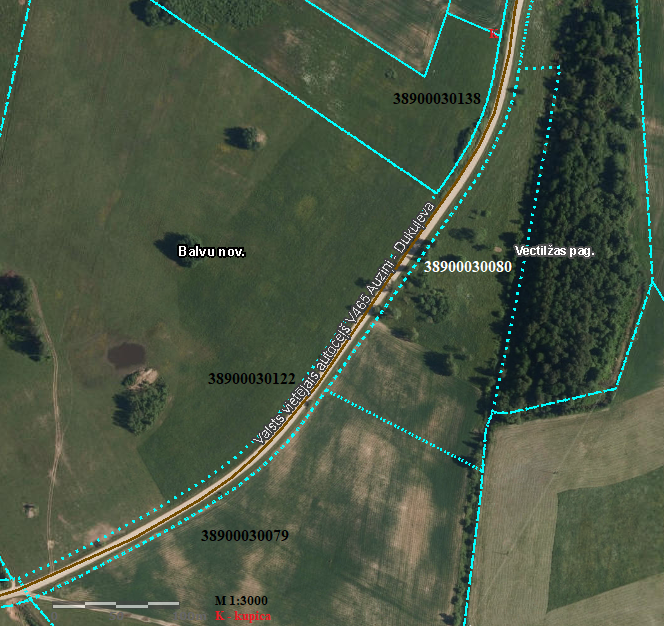 K
38900030138
Valsts vietējais autoceļš V465 Auziņi - Dukuļeva
Balvu nov.
Vectilžas pag.
38900030080
38900030122
38900030079
M 1:3000
K kupica